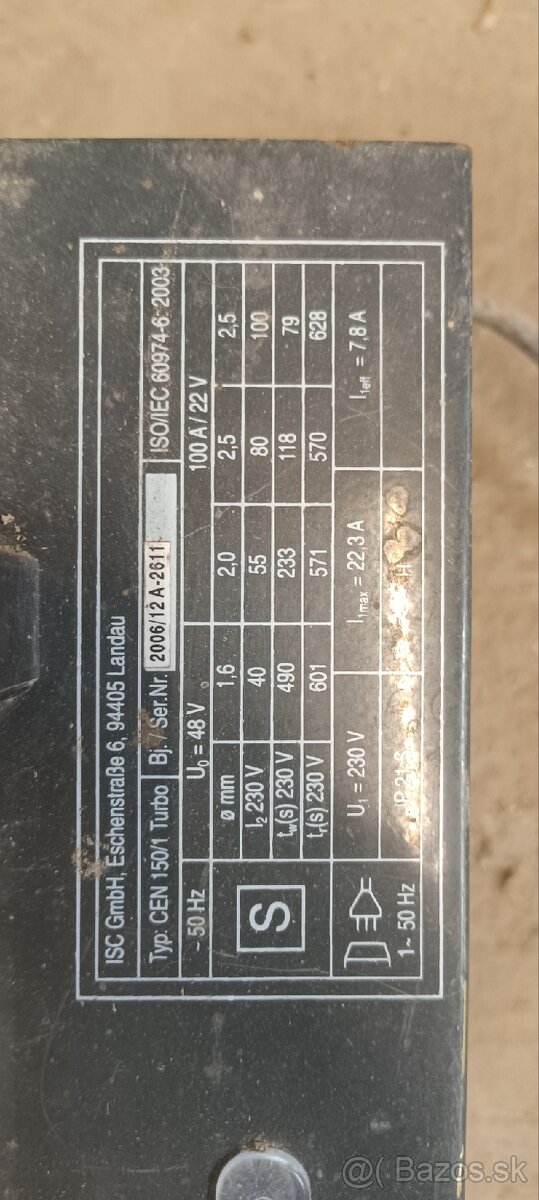 ISC GmbH, Eschenstraße 6, 94405 Landau
Typ: CEN 150/1 Turbo Bj. / Ser.Nr. 2006/12 A-2611 ISO/IEC 60974-6: 2003
~ 50 Hz U₀ = 48 V 100 A / 22 V
S
ø mm 1,6 2,0 2,5 2,5
I₂ 230 V 40 55 80 100
tw(s) 230 V 490 233 118 79
tr(s) 230 V 601 571 570 628
U₁ = 230 V I₁max = 22,3 A I₁eff = 7,8 A
1~ 50 Hz IP 21 S H
@( Bazos.sk